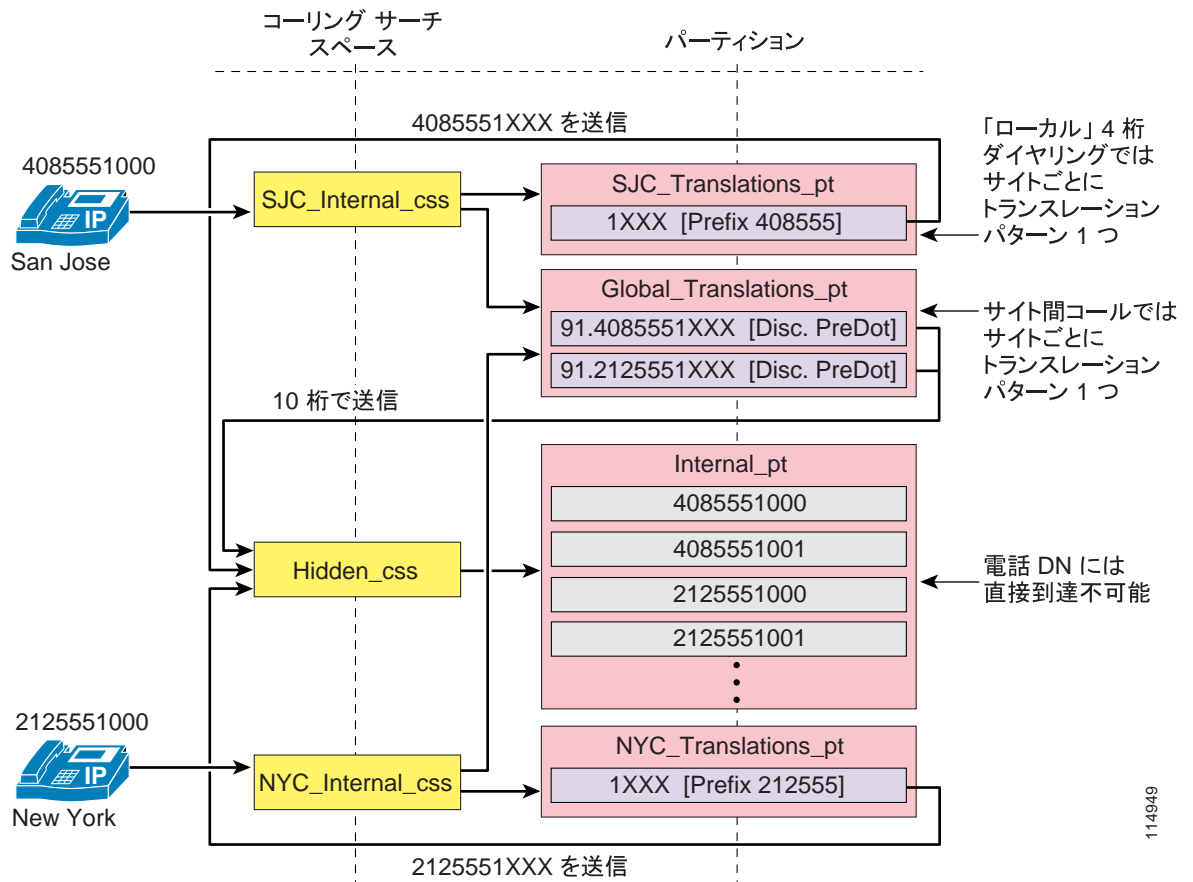 コーリング サーチ
スペース
パーティション
4085551XXX を送信
「ローカル」 4 桁
ダイヤリングでは
サイトごとに
トランスレーション
パターン 1 つ
4085551000
IP
San Jose
SJC_Internal_css
SJC_Translations_pt
1XXX [Prefix 408555]
Global_Translations_pt
91.4085551XXX [Disc. PreDot]
91.2125551XXX [Disc. PreDot]
サイト間コールでは
サイトごとに
トランスレーション
パターン 1 つ
10 桁で送信
Internal_pt
4085551000
4085551001
2125551000
2125551001
Hidden_css
電話 DN には
直接到達不可能
2125551000
IP
New York
NYC_Internal_css
NYC_Translations_pt
1XXX [Prefix 212555]
2125551XXX を送信
114949